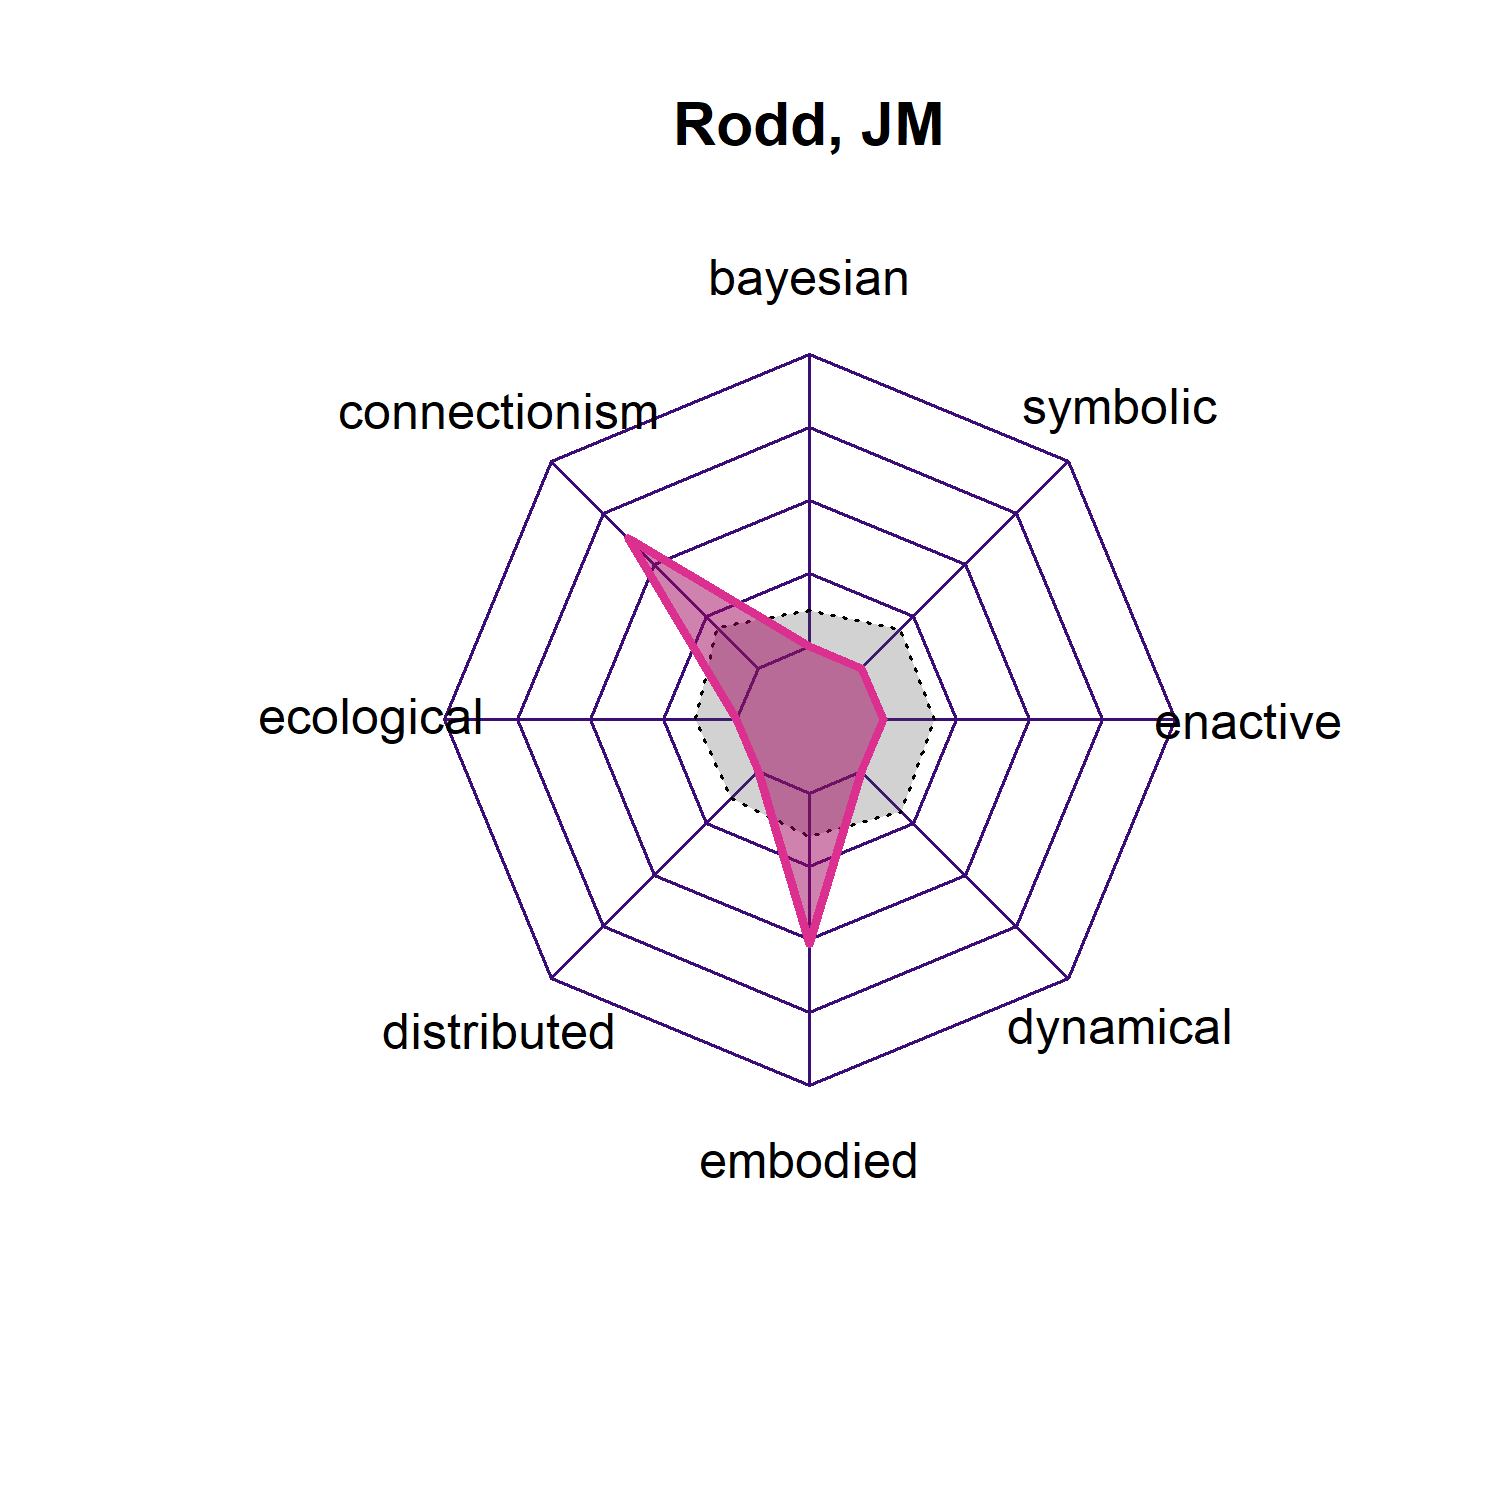 Rodd, JM
bayesian
connectionism
symbolic
ecological
enactive
distributed
dynamical
embodied